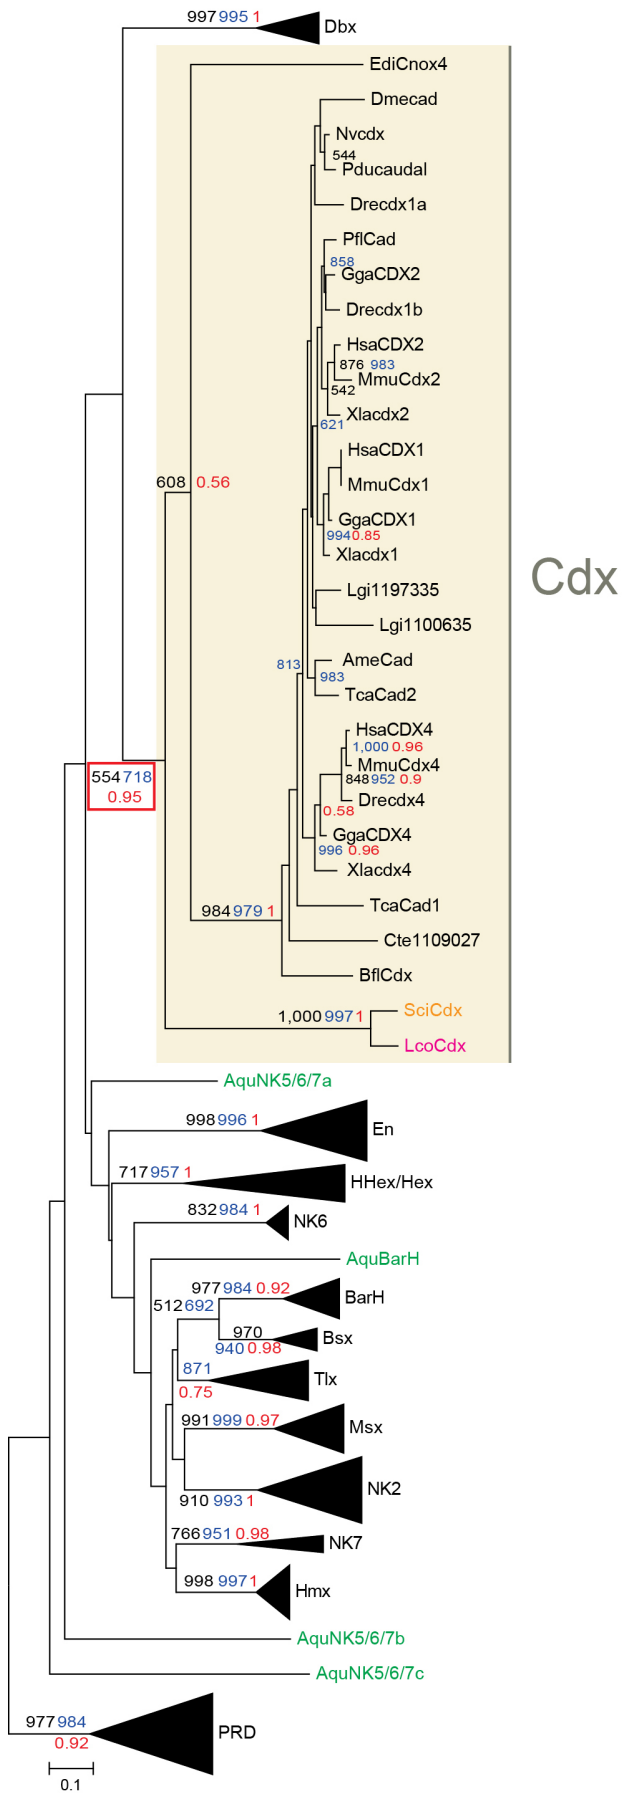 997 995 1
Dbx
EdiCnox4
Dmecad
Nvcdx
544
Pducaudal
Drecdx1a
PflCad
858
GgaCDX2
Drecdx1b
HsaCDX2
876 983
MmuCdx2
542
Xlacdx2
621
HsaCDX1
608 0.56
MmuCdx1
GgaCDX1
994 0.85
Xlacdx1
Cdx
Lgi1197335
Lgi1100635
AmeCad
813
983
TcaCad2
HsaCDX4
1,000 0.96
MmuCdx4
554 718
848 952 0.9
0.95
Drecdx4
0.58
GgaCDX4
996 0.96
Xlacdx4
TcaCad1
984 979 1
Cte1109027
BflCdx
SciCdx
1,000 997 1
LcoCdx
AquNK5/6/7a
998 996 1
En
717 957 1
HHex/Hex
832 984 1
NK6
AquBarH
977 984 0.92
BarH
512 692
970
Bsx
940 0.98
871
Tlx
0.75
991 999 0.97
Msx
NK2
910 993 1
766 951 0.98
NK7
998 997 1
Hmx
AquNK5/6/7b
AquNK5/6/7c
977 984
PRD
0.92
0.1